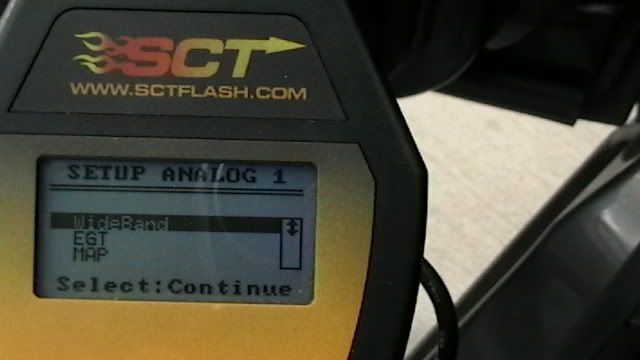 SCT
WWW.SCTFLASH.COM
SETUP ANALOG 1
WideBand
EGT
MAP
Select:Continue